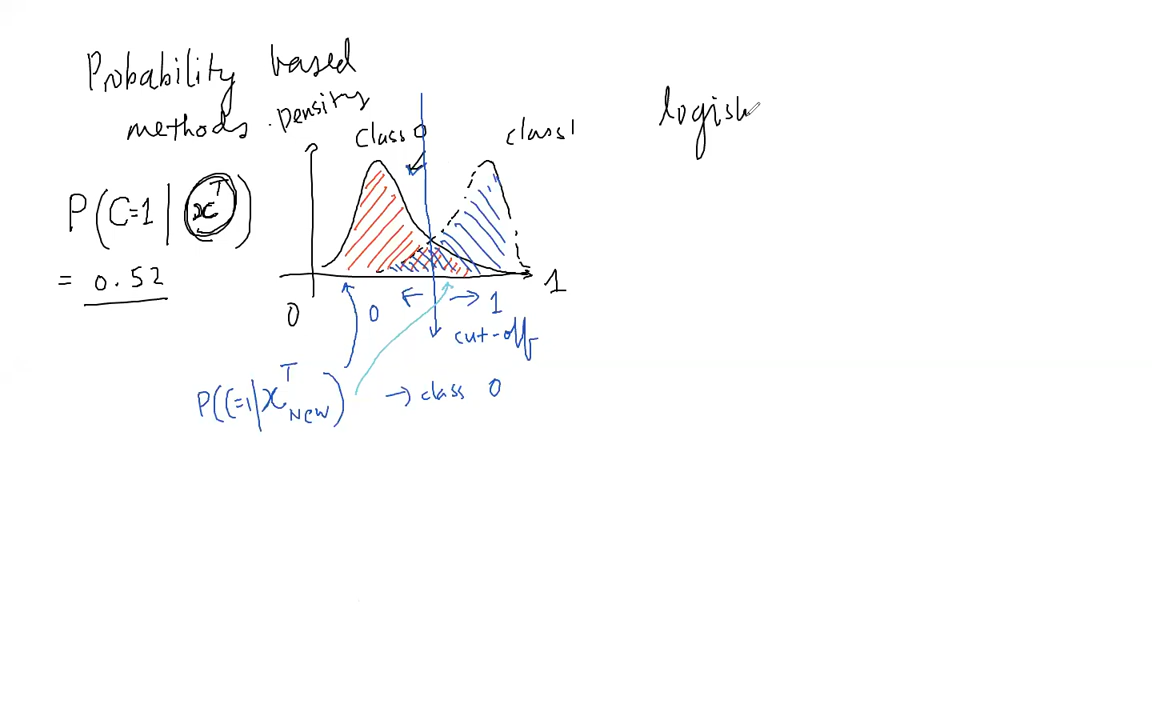 Probability based
methods. Density
class 0
class 1
logist
P(C=1 | x^T)
= 0.52
0
1
0
1
cut-off
P(C=1|x^T_New) → class 0